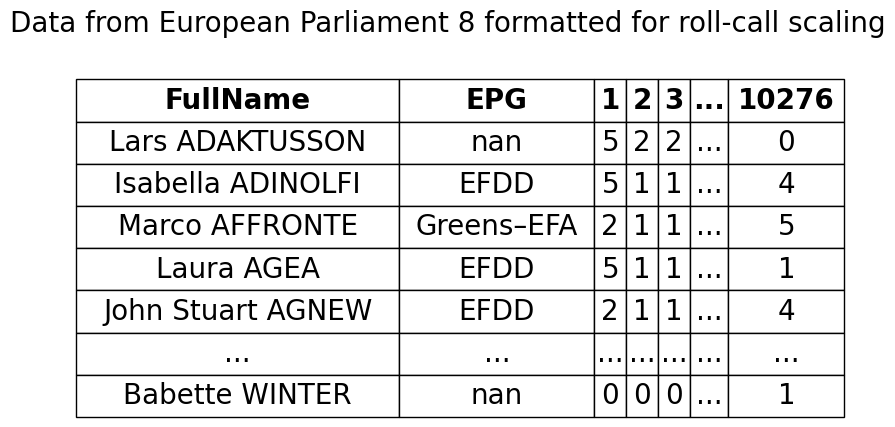 Data from European Parliament 8 formatted for roll-call scaling
FullName EPG 1 2 3 ... 10276
Lars ADAKTUSSON nan 5 2 2 ... 0
Isabella ADINOLFI EFDD 5 1 1 ... 4
Marco AFFRONTE Greens–EFA 2 1 1 ... 5
Laura AGEA EFDD 5 1 1 ... 1
John Stuart AGNEW EFDD 2 1 1 ... 4
... ... ... ... ... ... ...
Babette WINTER nan 0 0 0 ... 1